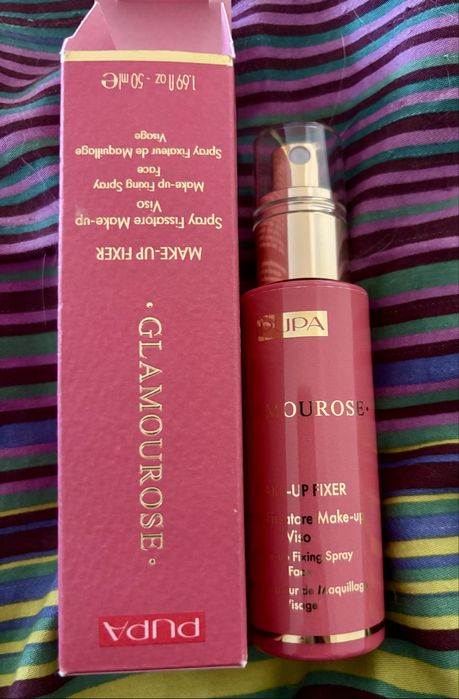 PUPA
· GLAMOUROSE ·
MAKE-UP FIXER
Spray Fissatore Make-up
Viso
Make-up Fixing Spray
Face
Spray Fixateur de Maquillage
Visage
1.69 fl oz - 50 ml ℮
PUPA
MOUROSE ·
-UP FIXER
Make-up
Viso
Fixing Spray
Face
de Maquillage
Visage